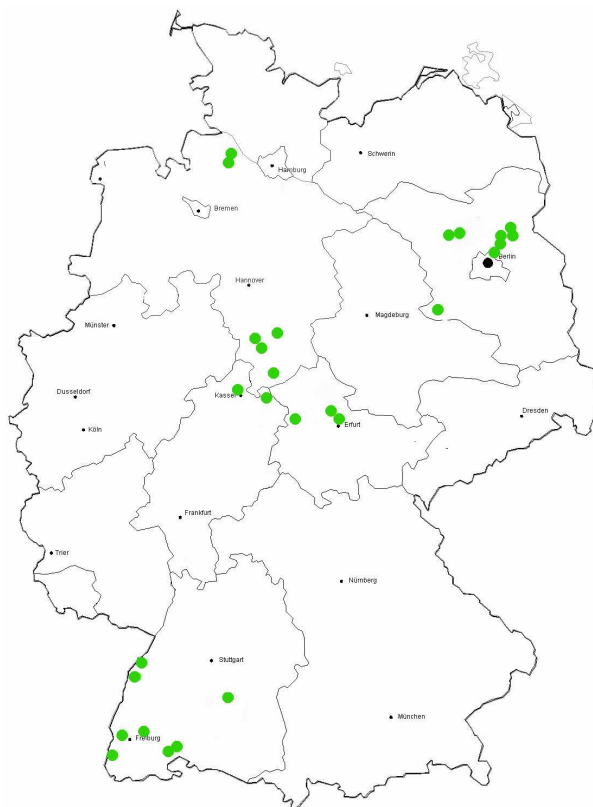 Schwerin
Hamburg
Bremen
Berlin
Hannover
Magdeburg
Münster
Dusseldorf
Kassel
Dresden
Köln
Erfurt
Frankfurt
Trier
Nürnberg
Stuttgart
München
Freiburg